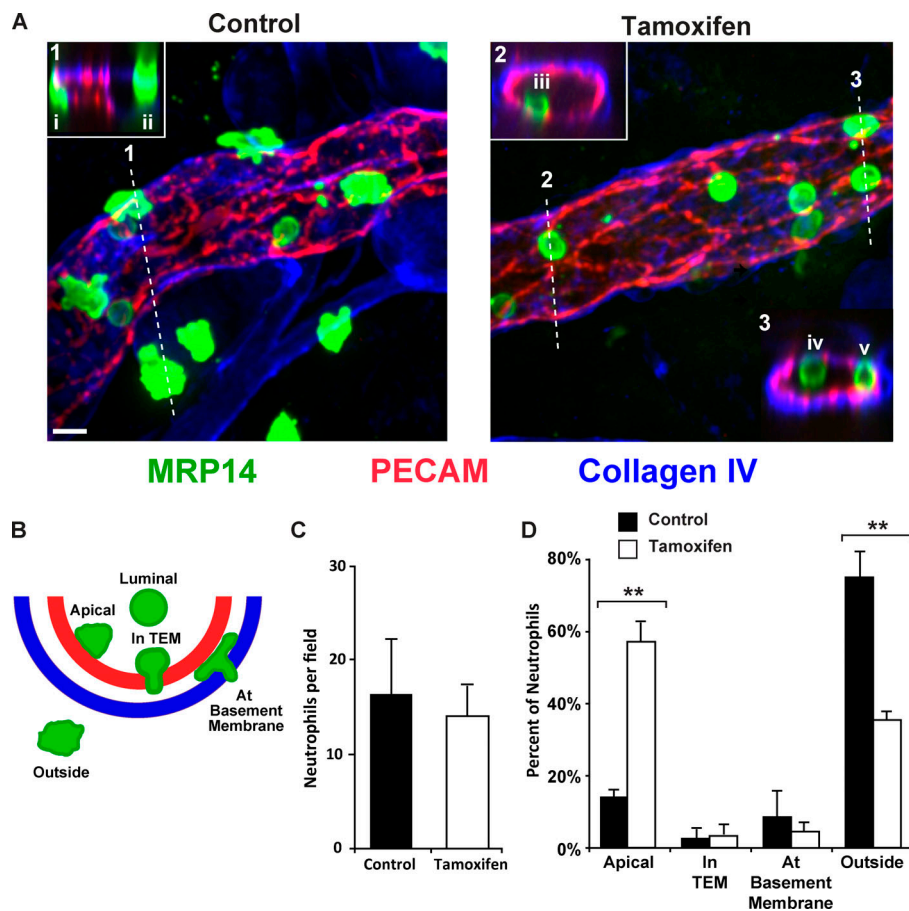 A
Control
Tamoxifen
1
i
ii
1
2
iii
2
3
3
iv
v
MRP14
PECAM
Collagen IV
B
Luminal
Apical
In TEM
At
Basement
Membrane
Outside
C
Neutrophils per field
30
20
10
0
Control
Tamoxifen
D
Control
Tamoxifen
Percent of Neutrophils
80%
60%
40%
20%
0%
**
**
Apical
In
TEM
At
Basement
Membrane
Outside